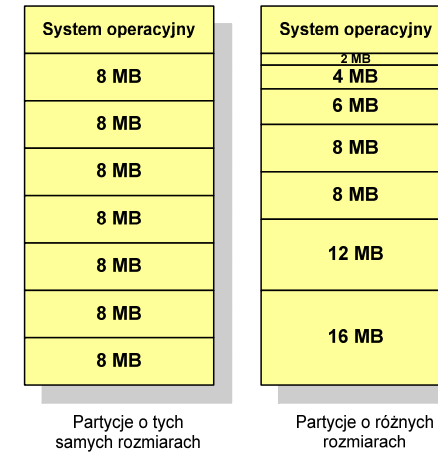 System operacyjny
8 MB
8 MB
8 MB
8 MB
8 MB
8 MB
8 MB
Partycje o tych
samych rozmiarach
System operacyjny
2 MB
4 MB
6 MB
8 MB
8 MB
12 MB
16 MB
Partycje o różnych
rozmiarach